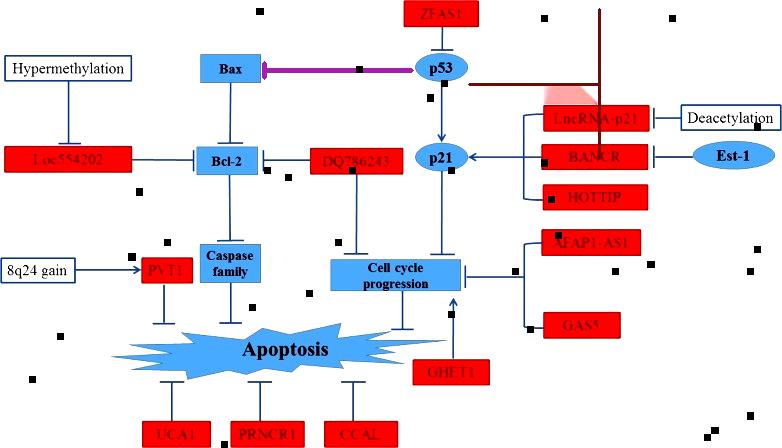 ZFAS1
Hypermethylation
Bax
p53
LncRNA-p21
Deacetylation
Loc554202
Bcl-2
DQ786243
p21
BANCR
Est-1
HOTTIP
AFAP1-AS1
8q24 gain
PVT1
Caspase
family
Cell cycle
progression
GAS5
Apoptosis
GHET1
UCA1
PRNCR1
CCAL